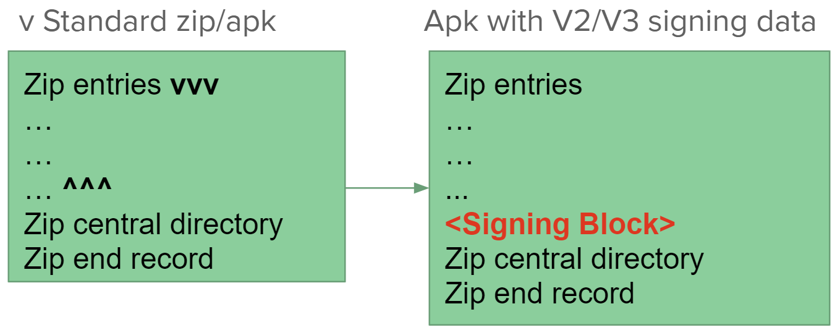 v Standard zip/apk
Zip entries vvv
…
…
… ^^^
Zip central directory
Zip end record
Apk with V2/V3 signing data
Zip entries
…
…
...
<Signing Block>
Zip central directory
Zip end record